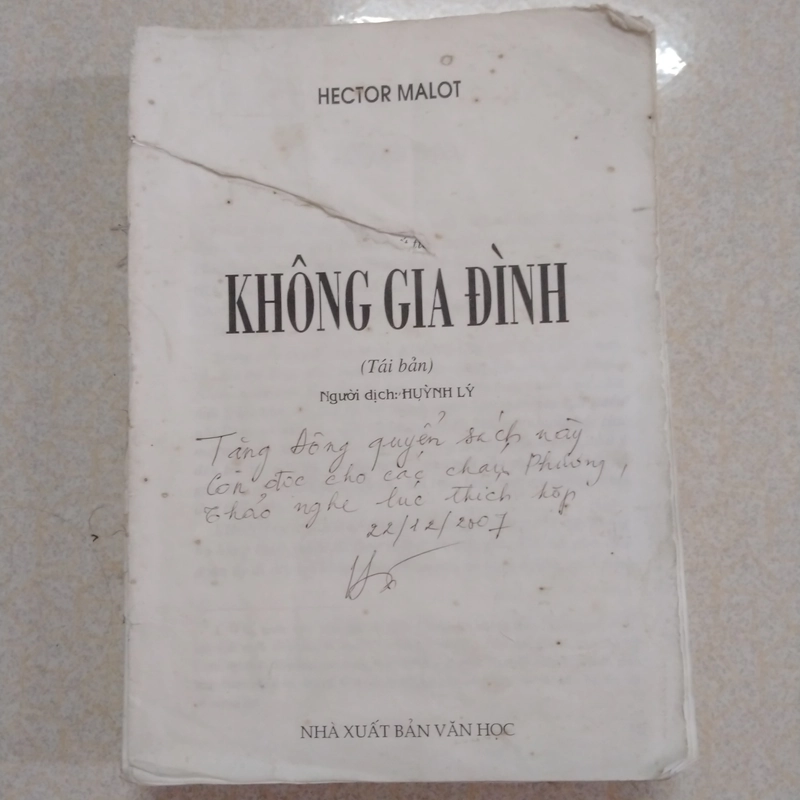 HECTOR MALOT
KHÔNG GIA ĐÌNH
(Tái bản)
Người dịch: HUỲNH LÝ
Tặng Đông quyển sách này
Con đọc cho các cháu Phương,
Thảo nghe lúc thích hợp
22/12/2007
NHÀ XUẤT BẢN VĂN HỌC